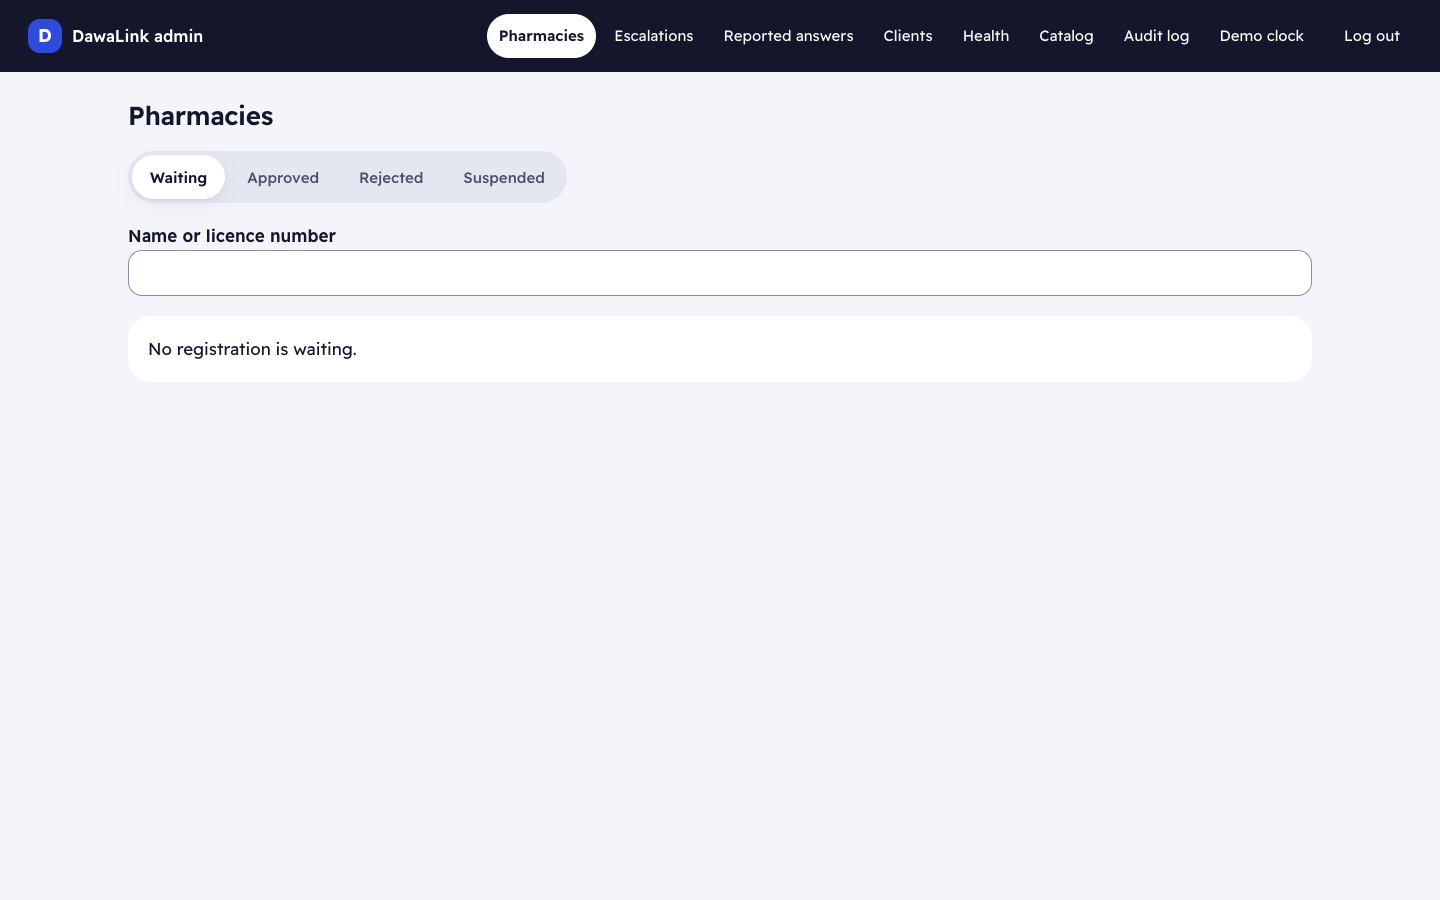 D DawaLink admin Pharmacies Escalations Reported answers Clients Health Catalog Audit log Demo clock Log out
Pharmacies
Waiting Approved Rejected Suspended
Name or licence number
No registration is waiting.